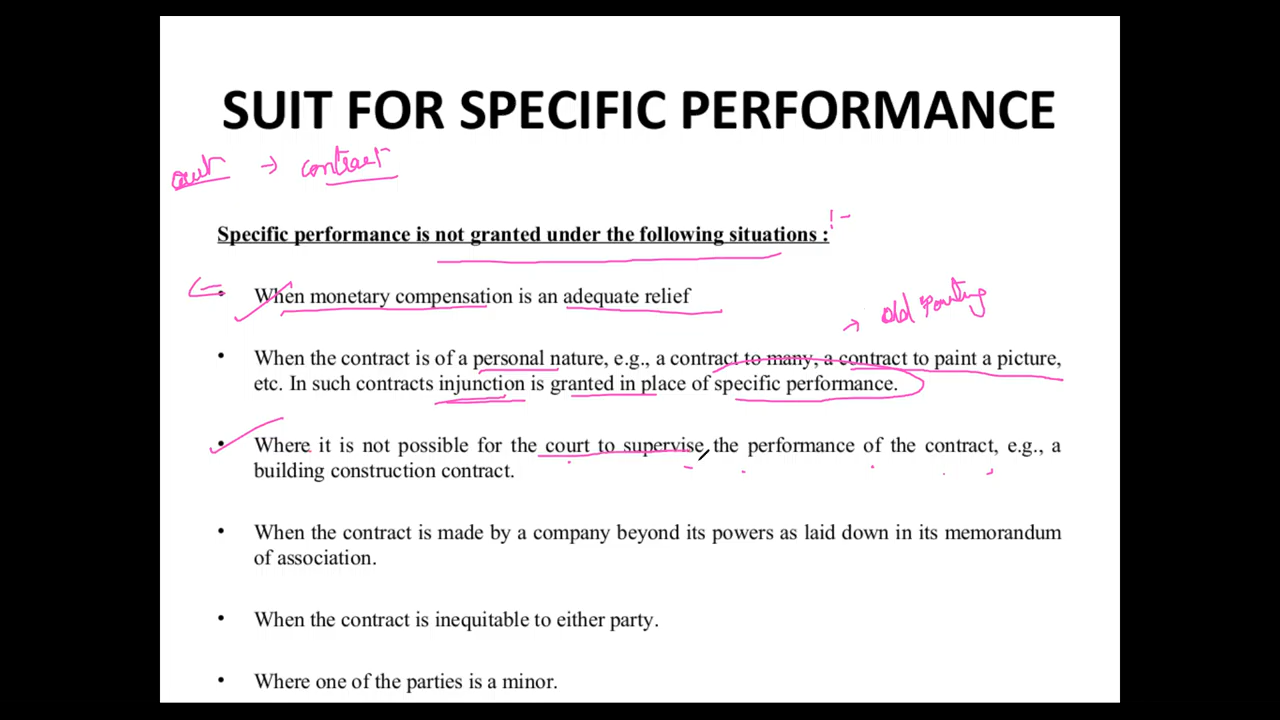 SUIT FOR SPECIFIC PERFORMANCE
court → contract
Specific performance is not granted under the following situations : !-
• When monetary compensation is an adequate relief
→ Old Painting
• When the contract is of a personal nature, e.g., a contract to many, a contract to paint a picture,
etc. In such contracts injunction is granted in place of specific performance.
• Where it is not possible for the court to supervise the performance of the contract, e.g., a
building construction contract.
• When the contract is made by a company beyond its powers as laid down in its memorandum
of association.
• When the contract is inequitable to either party.
• Where one of the parties is a minor.